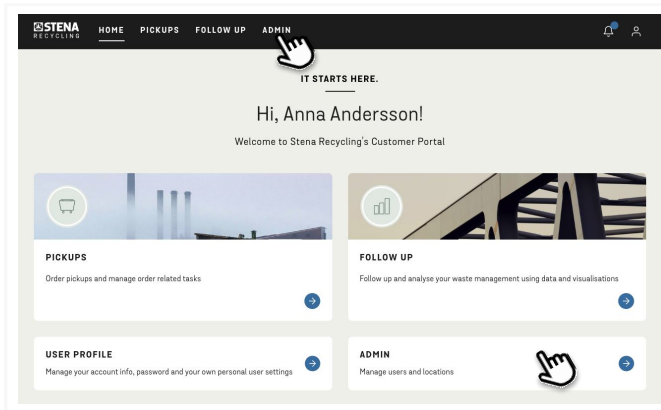 STENA
RECYCLING
HOME PICKUPS FOLLOW UP ADMIN
IT STARTS HERE.
Hi, Anna Andersson!
Welcome to Stena Recycling's Customer Portal
PICKUPS
Order pickups and manage order related tasks
FOLLOW UP
Follow up and analyse your waste management using data and visualisations
USER PROFILE
Manage your account info, password and your own personal user settings
ADMIN
Manage users and locations